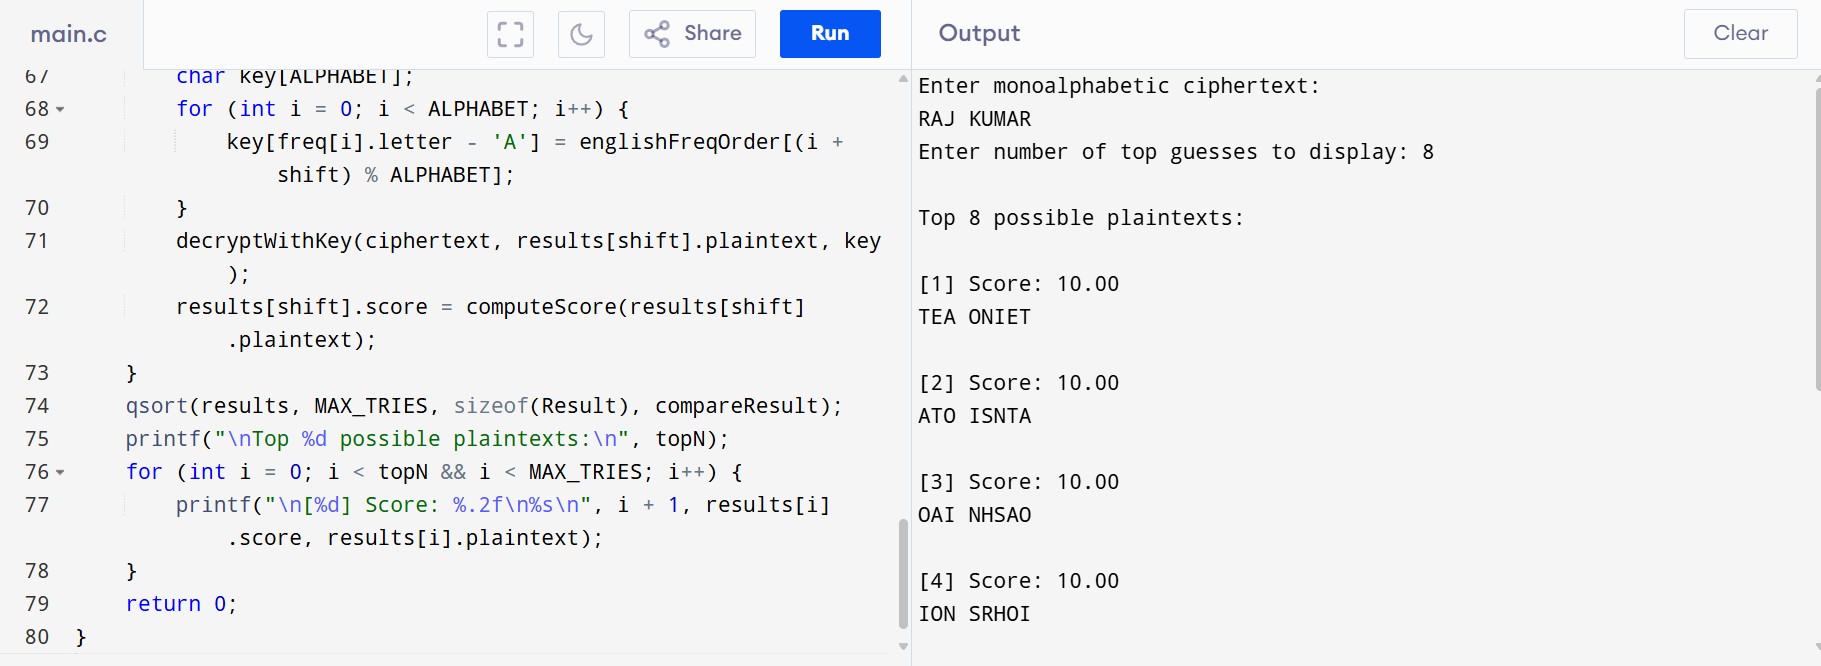 main.c
Share
Run
67 char key[ALPHABET];
68 for (int i = 0; i < ALPHABET; i++) {
69 key[freq[i].letter - 'A'] = englishFreqOrder[(i +
shift) % ALPHABET];
70 }
71 decryptWithKey(ciphertext, results[shift].plaintext, key
);
72 results[shift].score = computeScore(results[shift]
.plaintext);
73 }
74 qsort(results, MAX_TRIES, sizeof(Result), compareResult);
75 printf("\nTop %d possible plaintexts:\n", topN);
76 for (int i = 0; i < topN && i < MAX_TRIES; i++) {
77 printf("\n[%d] Score: %.2f\n%s\n", i + 1, results[i]
.score, results[i].plaintext);
78 }
79 return 0;
80 }
Output
Clear
Enter monoalphabetic ciphertext:
RAJ KUMAR
Enter number of top guesses to display: 8
Top 8 possible plaintexts:
[1] Score: 10.00
TEA ONIET
[2] Score: 10.00
ATO ISNTA
[3] Score: 10.00
OAI NHSAO
[4] Score: 10.00
ION SRHOI